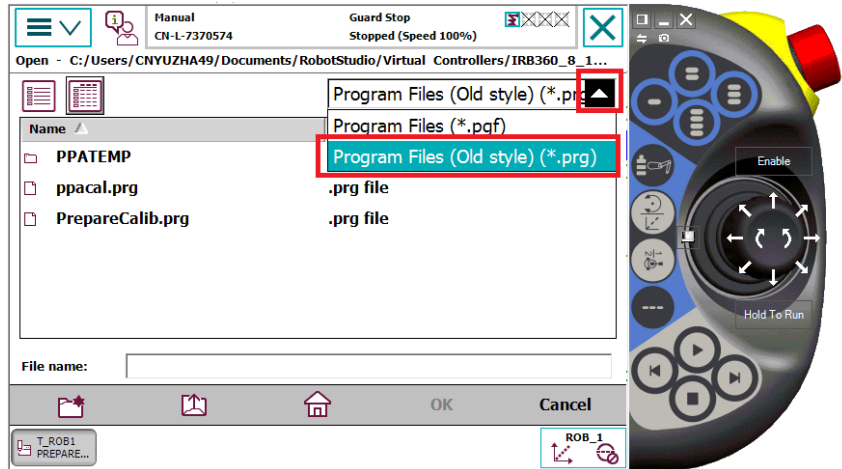 Manual
CN-L-7370574
Guard Stop
Stopped (Speed 100%)
Open - C:/Users/CNYUZHA49/Documents/RobotStudio/Virtual Controllers/IRB360_8_1...
Program Files (Old style) (*.prg
Name
Program Files (*.pgf)
Program Files (Old style) (*.prg)
PPATEMP
ppacal.prg .prg file
PrepareCalib.prg .prg file
File name:
OK
Cancel
T_ROB1
PREPARE...
ROB_1
Enable
Hold To Run